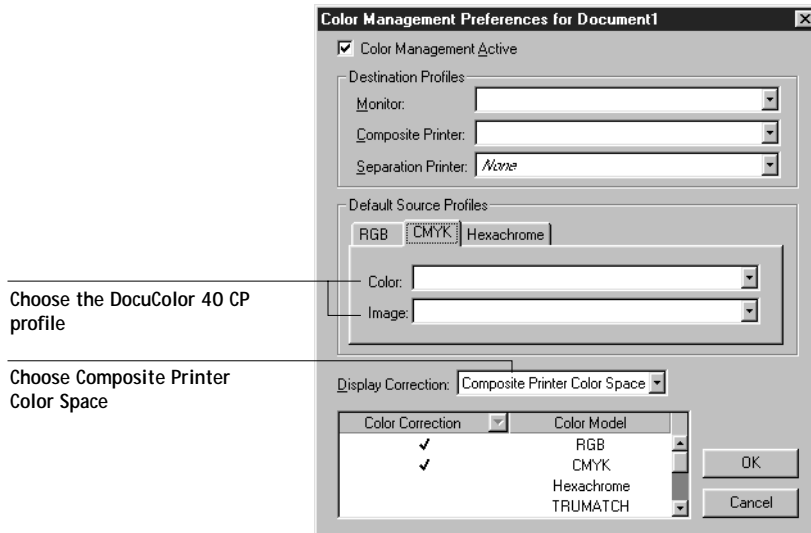 Color Management Preferences for Document1
Color Management Active
Destination Profiles
Monitor:
Composite Printer:
Separation Printer: None
Default Source Profiles
RGB CMYK Hexachrome
Color:
Image:
Choose the DocuColor 40 CP
profile
Choose Composite Printer
Color Space
Display Correction: Composite Printer Color Space
Color Correction Color Model
RGB
CMYK
Hexachrome
TRUMATCH
OK
Cancel